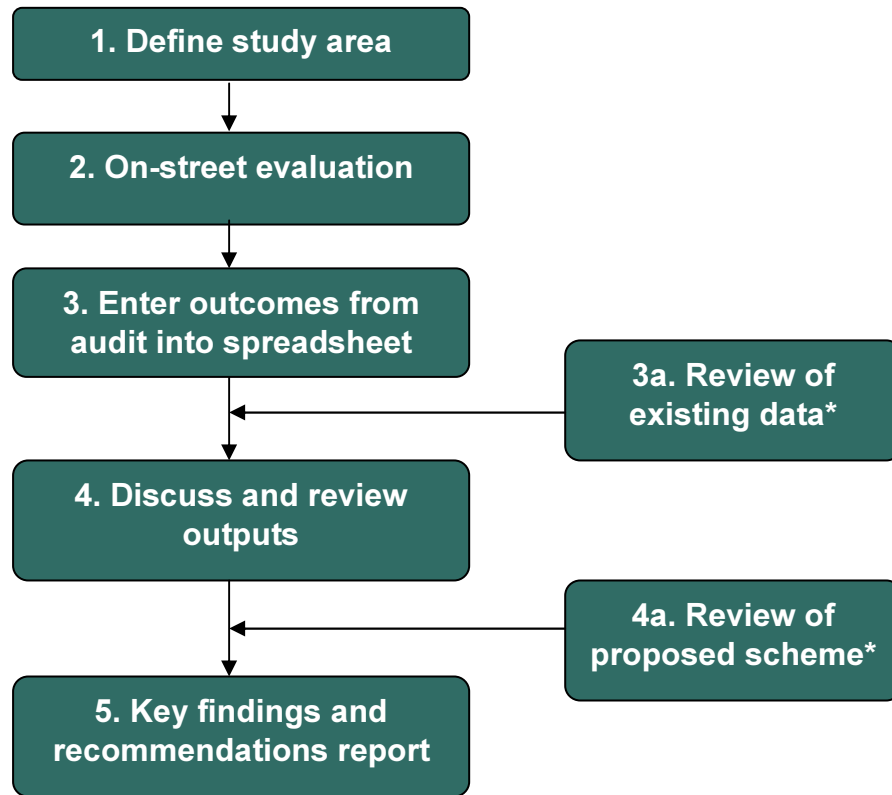 1. Define study area
2. On-street evaluation
3. Enter outcomes from
audit into spreadsheet
3a. Review of
existing data*
4. Discuss and review
outputs
4a. Review of
proposed scheme*
5. Key findings and
recommendations report